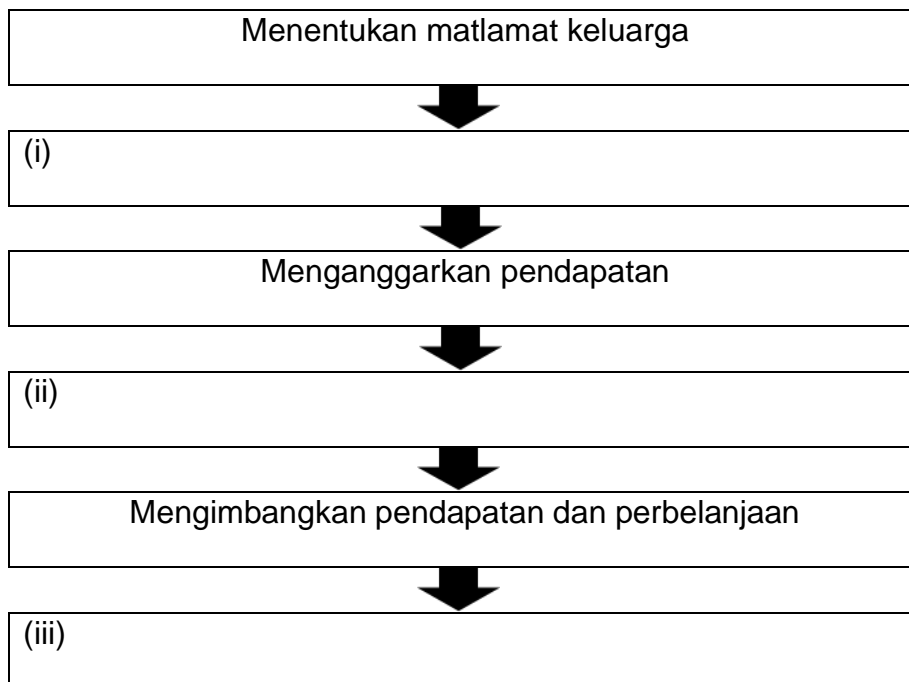 Menentukan matlamat keluarga
(i)
Menganggarkan pendapatan
(ii)
Mengimbangkan pendapatan dan perbelanjaan
(iii)